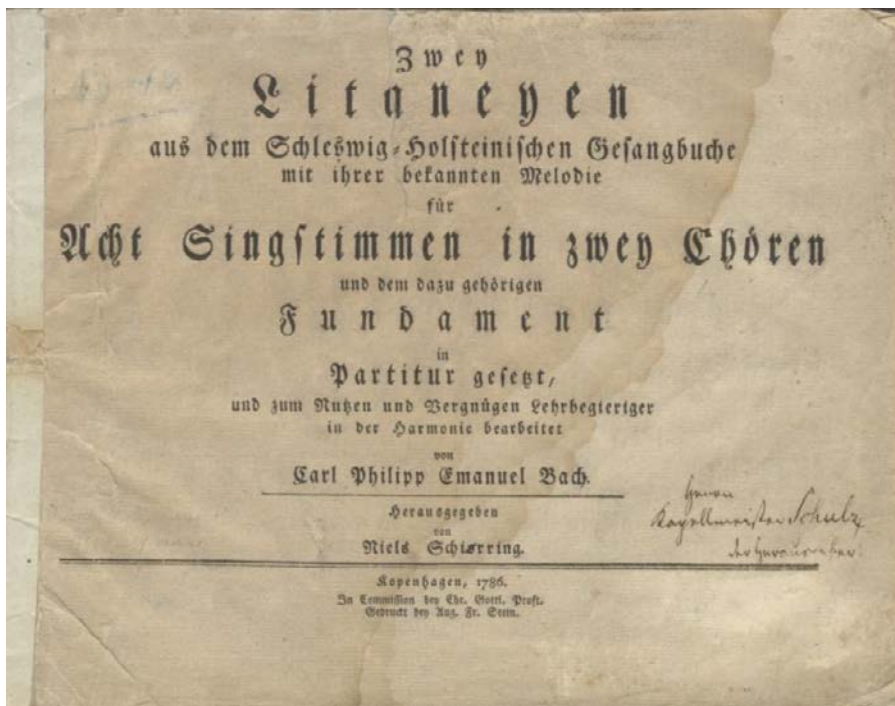 Zwey
Litaneyen
aus dem Schleswig-Holsteinischen Gesangbuche
mit ihrer bekannten Melodie
für
Acht Singstimmen in zwey Chören
und dem dazu gehörigen
Fundament
in
Partitur gesetzt,
und zum Nutzen und Vergnügen Lehrbegieriger
in der Harmonie bearbeitet
von
Carl Philipp Emanuel Bach.
Herausgegeben
von
Niels Schiørring.
Kopenhagen, 1786.
In Commission bey Chr. Gottl. Proft.
Gedruckt bey Aug. Fr. Stein.
Herrn
Kapellmeister Schulz
der Herausgeber.